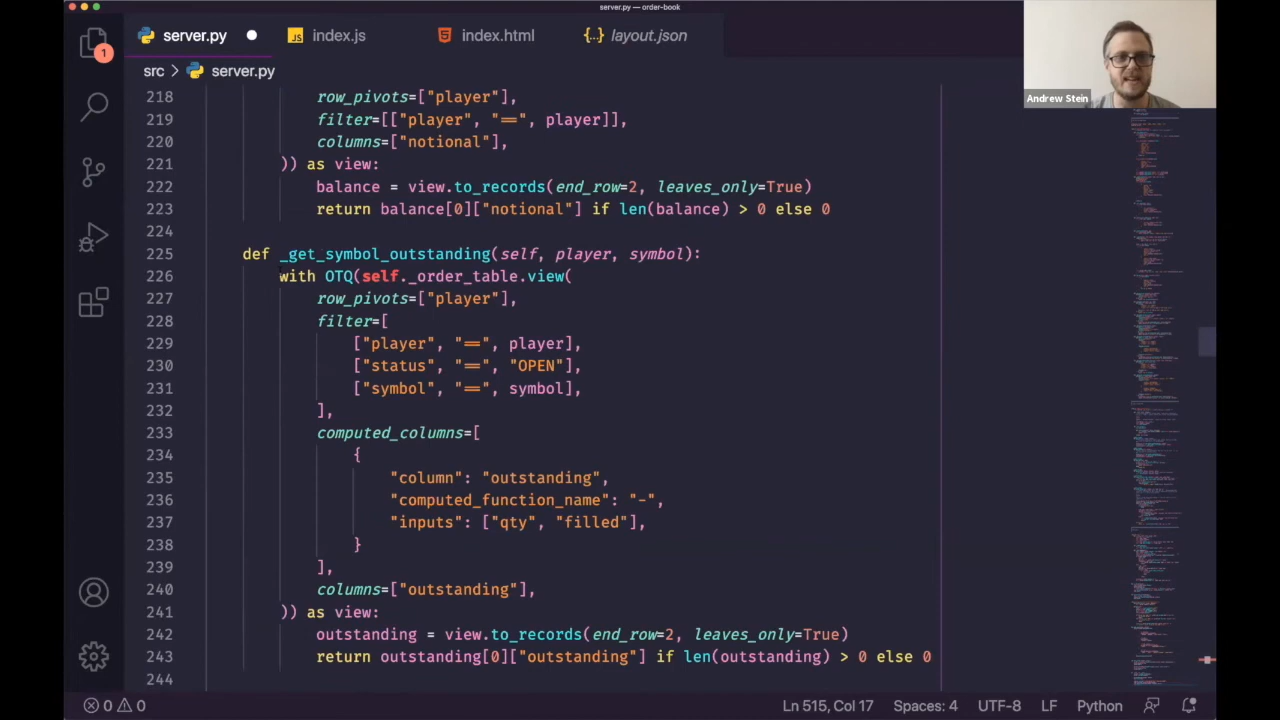 server.py — order-book
server.py
index.js
index.html
{..} layout.json
1
src > server.py
Andrew Stein
218 row_pivots=["player"],
219 filter=[["player", "==", player]],
220 columns=["notional"],
221 )) as view:
222 balance = view.to_records(end_row=2, leaves_only=True)
223 return balance[0]["notional"] if len(balance) > 0 else 0
224
225 def _get_symbol_outstanding(self, player, symbol):
226 with OTQ(self._order_table.view(
227 row_pivots=["player"],
228 filter=[
229 ["player", "==", player],
230 ["status", "==", "OPEN"],
231 ["symbol", "==", symbol],
232 ],
233 computed_columns=[
234 {
235 "column": "outstanding",
236 "computed_function_name": "-",
237 "inputs": ["qty", "filled"],
238 }
239 ],
240 columns=["outstanding"],
241 )) as view:
242 outstanding = view.to_records(end_row=2, leaves_only=True)
243 return outstanding[0]["outstanding"] if len(outstanding) > 0 else 0
244
0 0 Ln 515, Col 17 Spaces: 4 UTF-8 LF Python